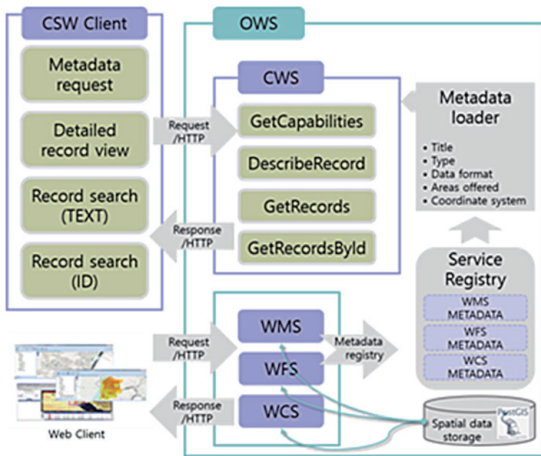 CSW Client
Metadata
request
Detailed
record view
Record search
(TEXT)
Record search
(ID)
Request
/HTTP
Response
/HTTP
OWS
CWS
GetCapabilities
DescribeRecord
GetRecords
GetRecordsById
Metadata
loader
▪ Title
▪ Type
▪ Data format
▪ Areas offered
▪ Coordinate system
Service
Registry
WMS
METADATA
WFS
METADATA
WCS
METADATA
Request
/HTTP
Response
/HTTP
WMS
WFS
WCS
Metadata
registry
Web Client
Spatial data
storage
PostGIS